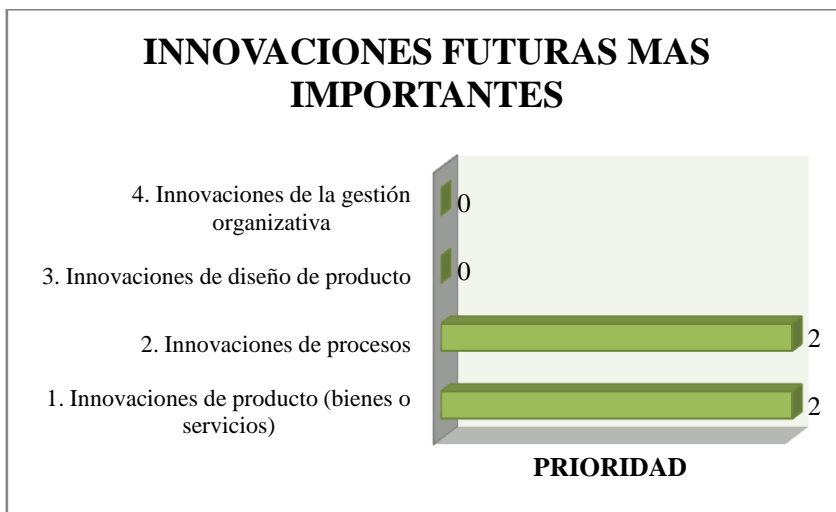 INNOVACIONES FUTURAS MAS
IMPORTANTES
4. Innovaciones de la gestión
organizativa
0
3. Innovaciones de diseño de producto
0
2. Innovaciones de procesos
2
1. Innovaciones de producto (bienes o
servicios)
2
PRIORIDAD